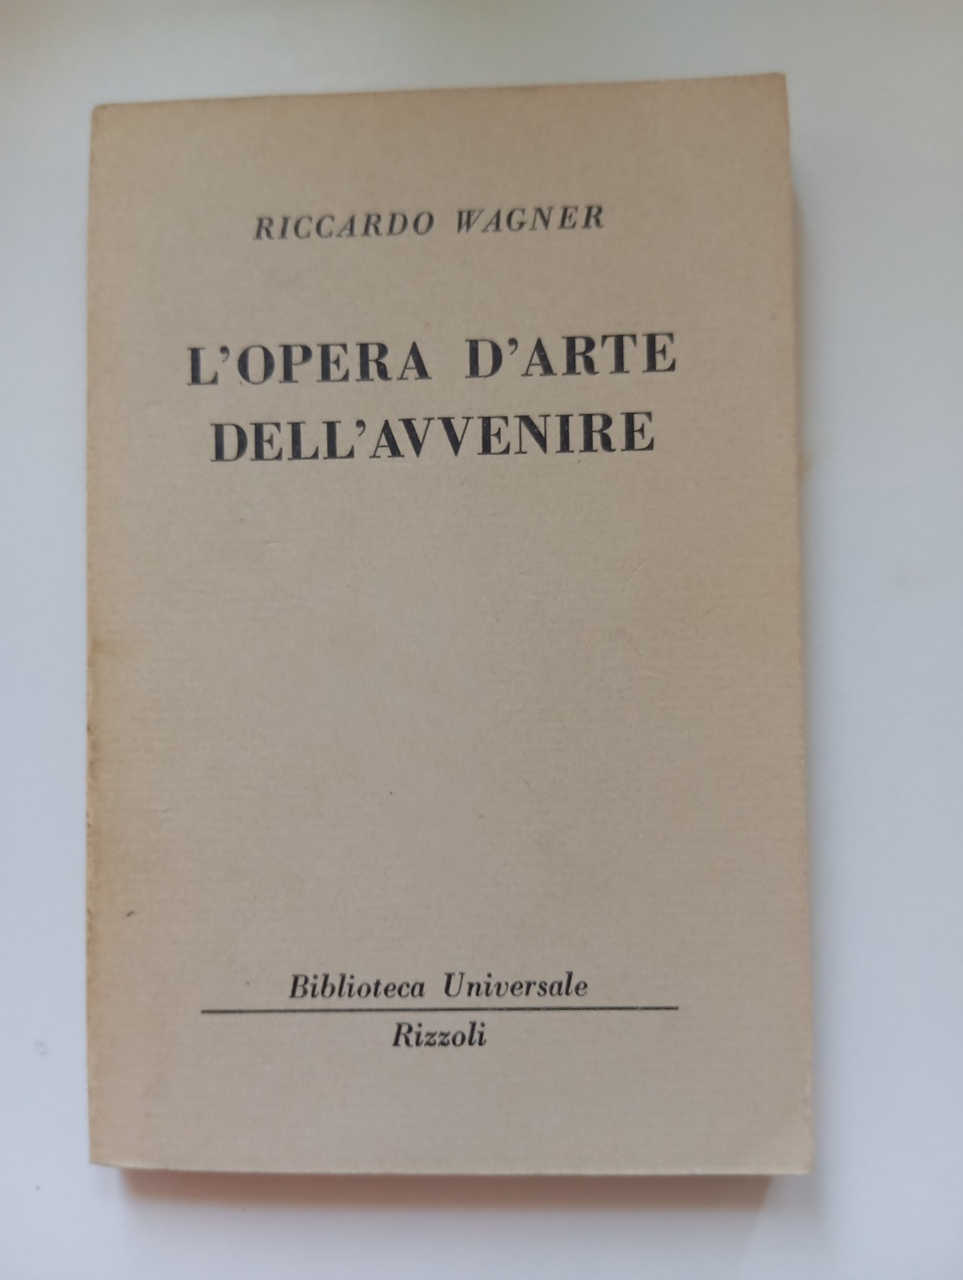 RICCARDO WAGNER
L'OPERA D'ARTE
DELL'AVVENIRE
Biblioteca Universale
Rizzoli